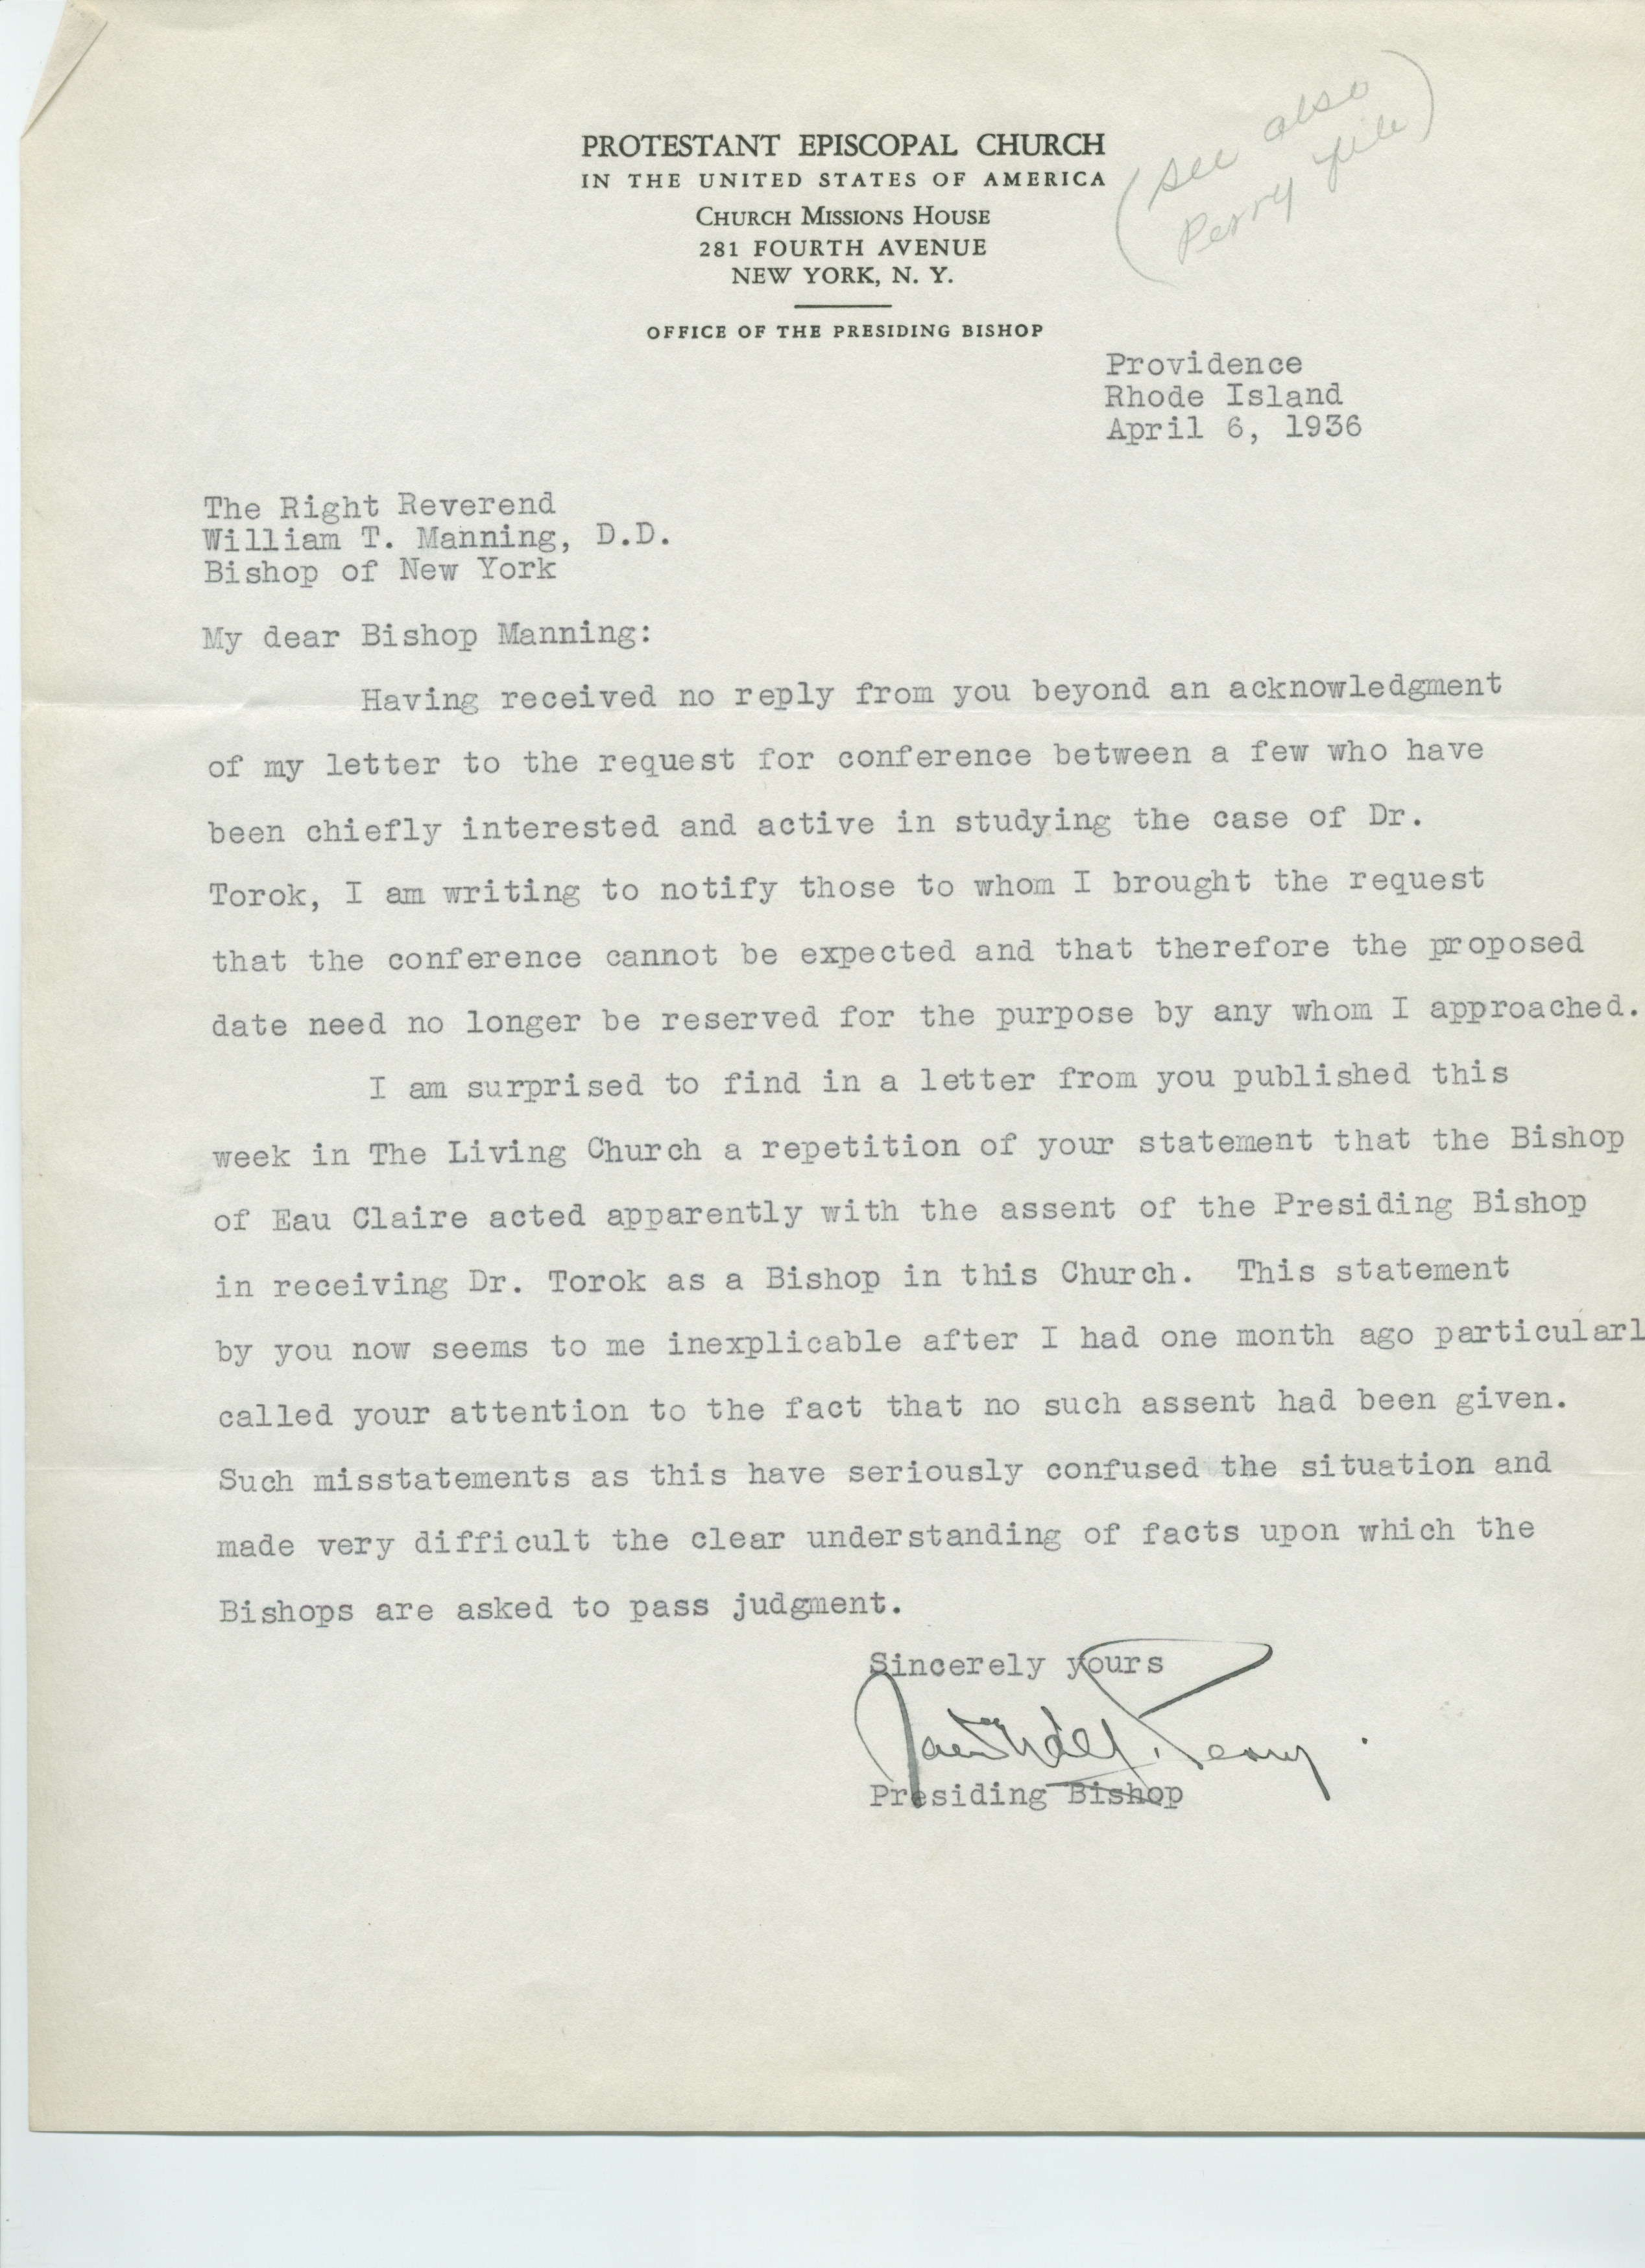 (see also
Perry file)
PROTESTANT EPISCOPAL CHURCH
IN THE UNITED STATES OF AMERICA
CHURCH MISSIONS HOUSE
281 FOURTH AVENUE
NEW YORK, N. Y.
OFFICE OF THE PRESIDING BISHOP
Providence
Rhode Island
April 6, 1936
The Right Reverend
William T. Manning, D.D.
Bishop of New York
My dear Bishop Manning:
Having received no reply from you beyond an acknowledgment
of my letter to the request for conference between a few who have
been chiefly interested and active in studying the case of Dr.
Torok, I am writing to notify those to whom I brought the request
that the conference cannot be expected and that therefore the proposed
date need no longer be reserved for the purpose by any whom I approached.
I am surprised to find in a letter from you published this
week in The Living Church a repetition of your statement that the Bishop
of Eau Claire acted apparently with the assent of the Presiding Bishop
in receiving Dr. Torok as a Bishop in this Church. This statement
by you now seems to me inexplicable after I had one month ago particularl
called your attention to the fact that no such assent had been given.
Such misstatements as this have seriously confused the situation and
made very difficult the clear understanding of facts upon which the
Bishops are asked to pass judgment.
Sincerely yours
Perry.
Presiding Bishop